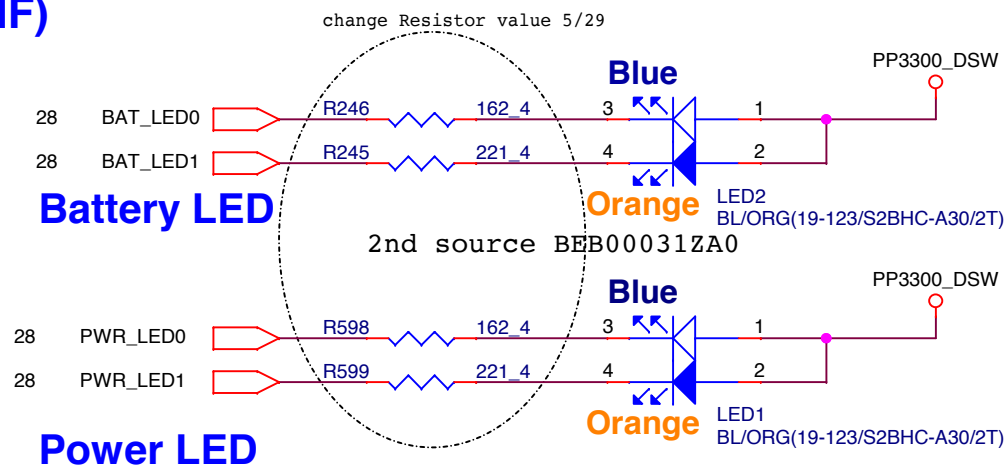 IF)
change Resistor value 5/29
PP3300_DSW
Blue
28 BAT_LED0 R246 162_4 3 1
28 BAT_LED1 R245 221_4 4 2
Battery LED
Orange
LED2
BL/ORG(19-123/S2BHC-A30/2T)
2nd source BEB00031ZA0
PP3300_DSW
Blue
28 PWR_LED0 R598 162_4 3 1
28 PWR_LED1 R599 221_4 4 2
Orange
LED1
BL/ORG(19-123/S2BHC-A30/2T)
Power LED